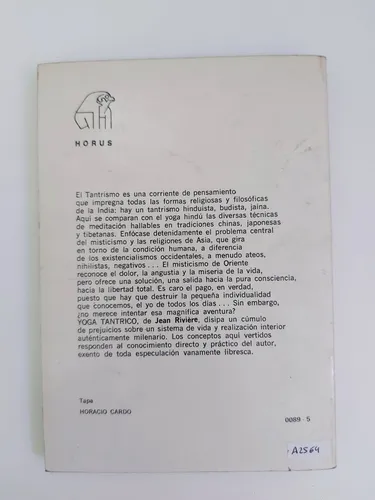 HORUS
El Tantrismo es una corriente de pensamiento
que impregna todas las formas religiosas y filosóficas
de la India: hay un tantrismo hinduista, budista, jaina.
Aquí se comparan con el yoga hindú las diversas técnicas
de meditación hallables en tradiciones chinas, japonesas
y tibetanas. Enfócase detenidamente el problema central
del misticismo y las religiones de Asia, que gira
en torno de la condición humana, a diferencia
de los existencialismos occidentales, a menudo ateos,
nihilistas, negativos... El misticismo de Oriente
reconoce el dolor, la angustia y la miseria de la vida,
pero ofrece una solución, una salida hacia la pura consciencia,
hacia la libertad total. Es caro el pago, en verdad,
puesto que hay que destruir la pequeña individualidad
que conocemos, el yo de todos los días... Sin embargo,
¿no merece intentar esa magnífica aventura?
YOGA TANTRICO, de Jean Rivière, disipa un cúmulo
de prejuicios sobre un sistema de vida y realización interior
auténticamente milenario. Los conceptos aquí vertidos
responden al conocimiento directo y práctico del autor,
exento de toda especulación vanamente libresca.
Tapa
HORACIO CARDO
0089 - 5
A2564